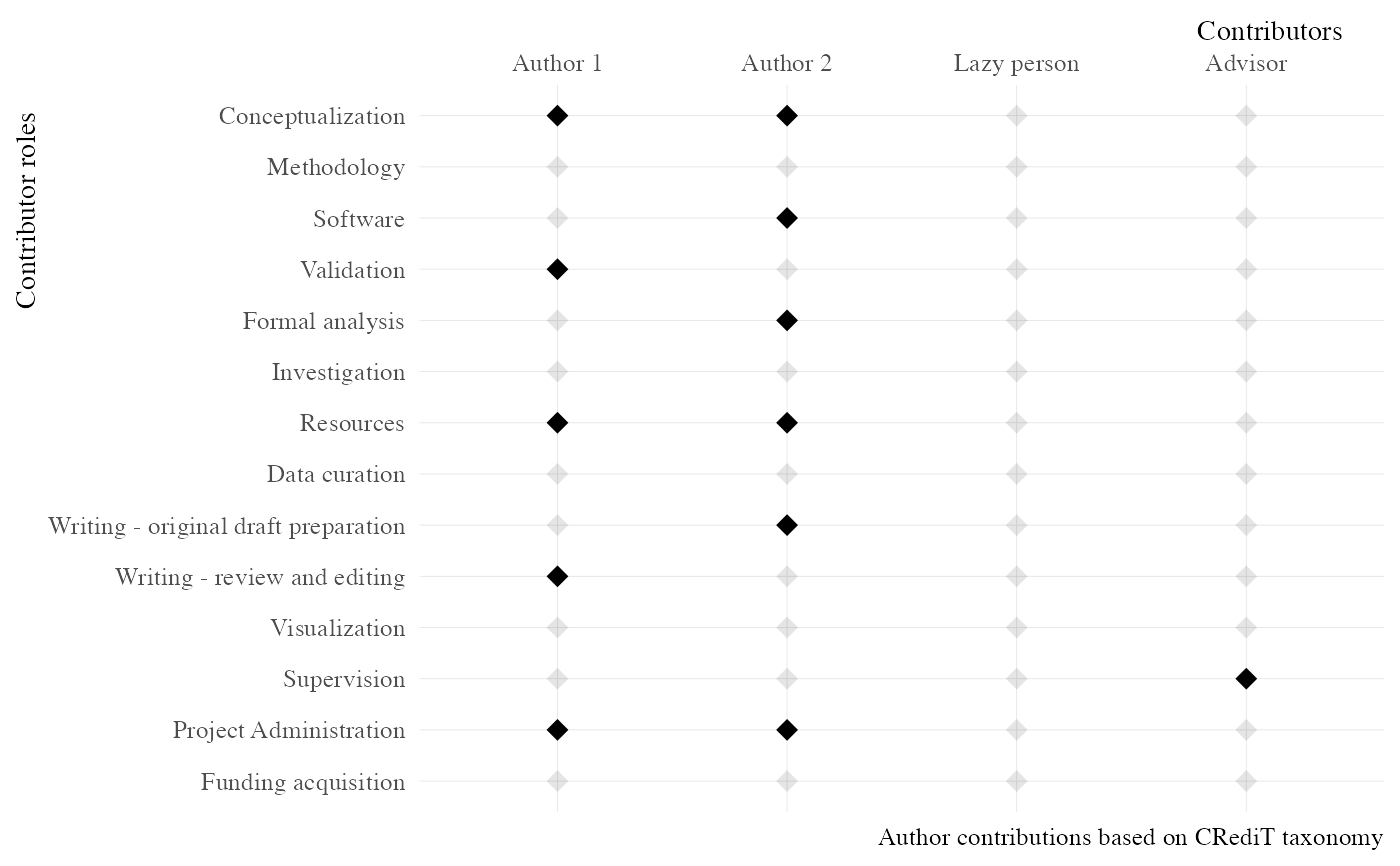 Contributors
Author 1 Author 2 Lazy person Advisor
Contributor roles
Conceptualization
Methodology
Software
Validation
Formal analysis
Investigation
Resources
Data curation
Writing - original draft preparation
Writing - review and editing
Visualization
Supervision
Project Administration
Funding acquisition
Author contributions based on CRediT taxonomy